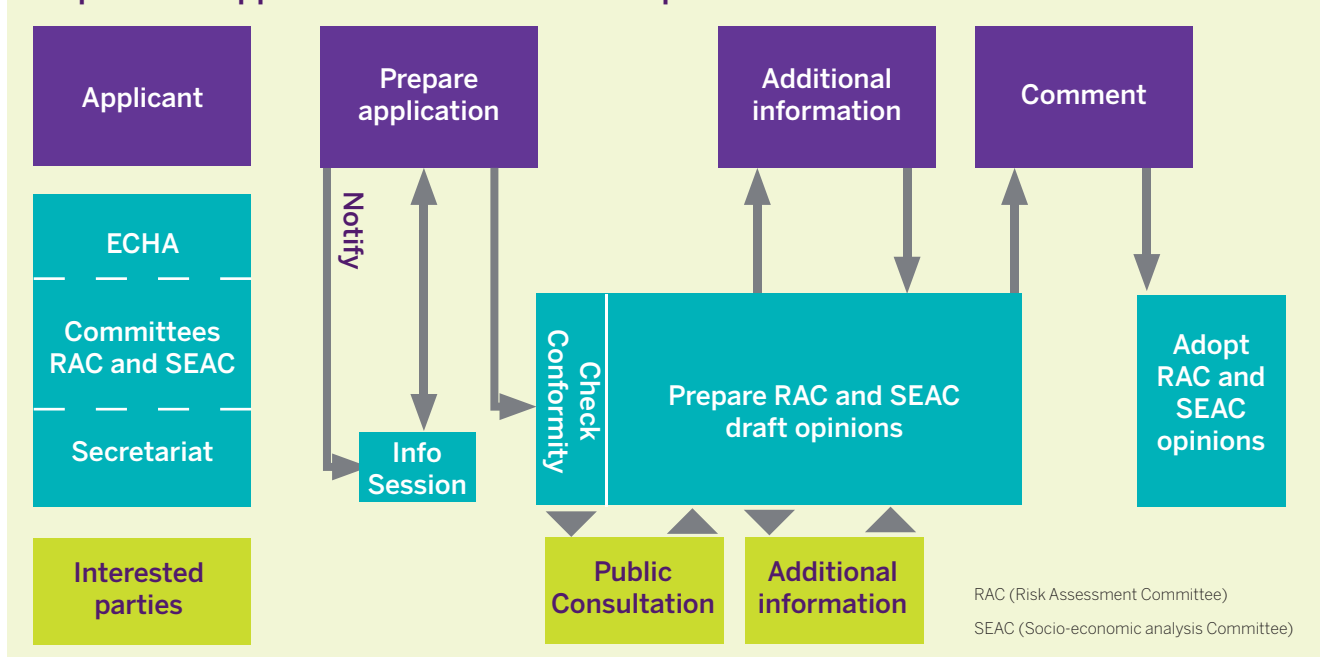 Applicant
Prepare
application
Additional
information
Comment
Notify
ECHA
Committees
RAC and SEAC
Secretariat
Info
Session
Check
Conformity
Prepare RAC and SEAC
draft opinions
Adopt
RAC and
SEAC
opinions
Interested
parties
Public
Consultation
Additional
information
RAC (Risk Assessment Committee)
SEAC (Socio-economic analysis Committee)